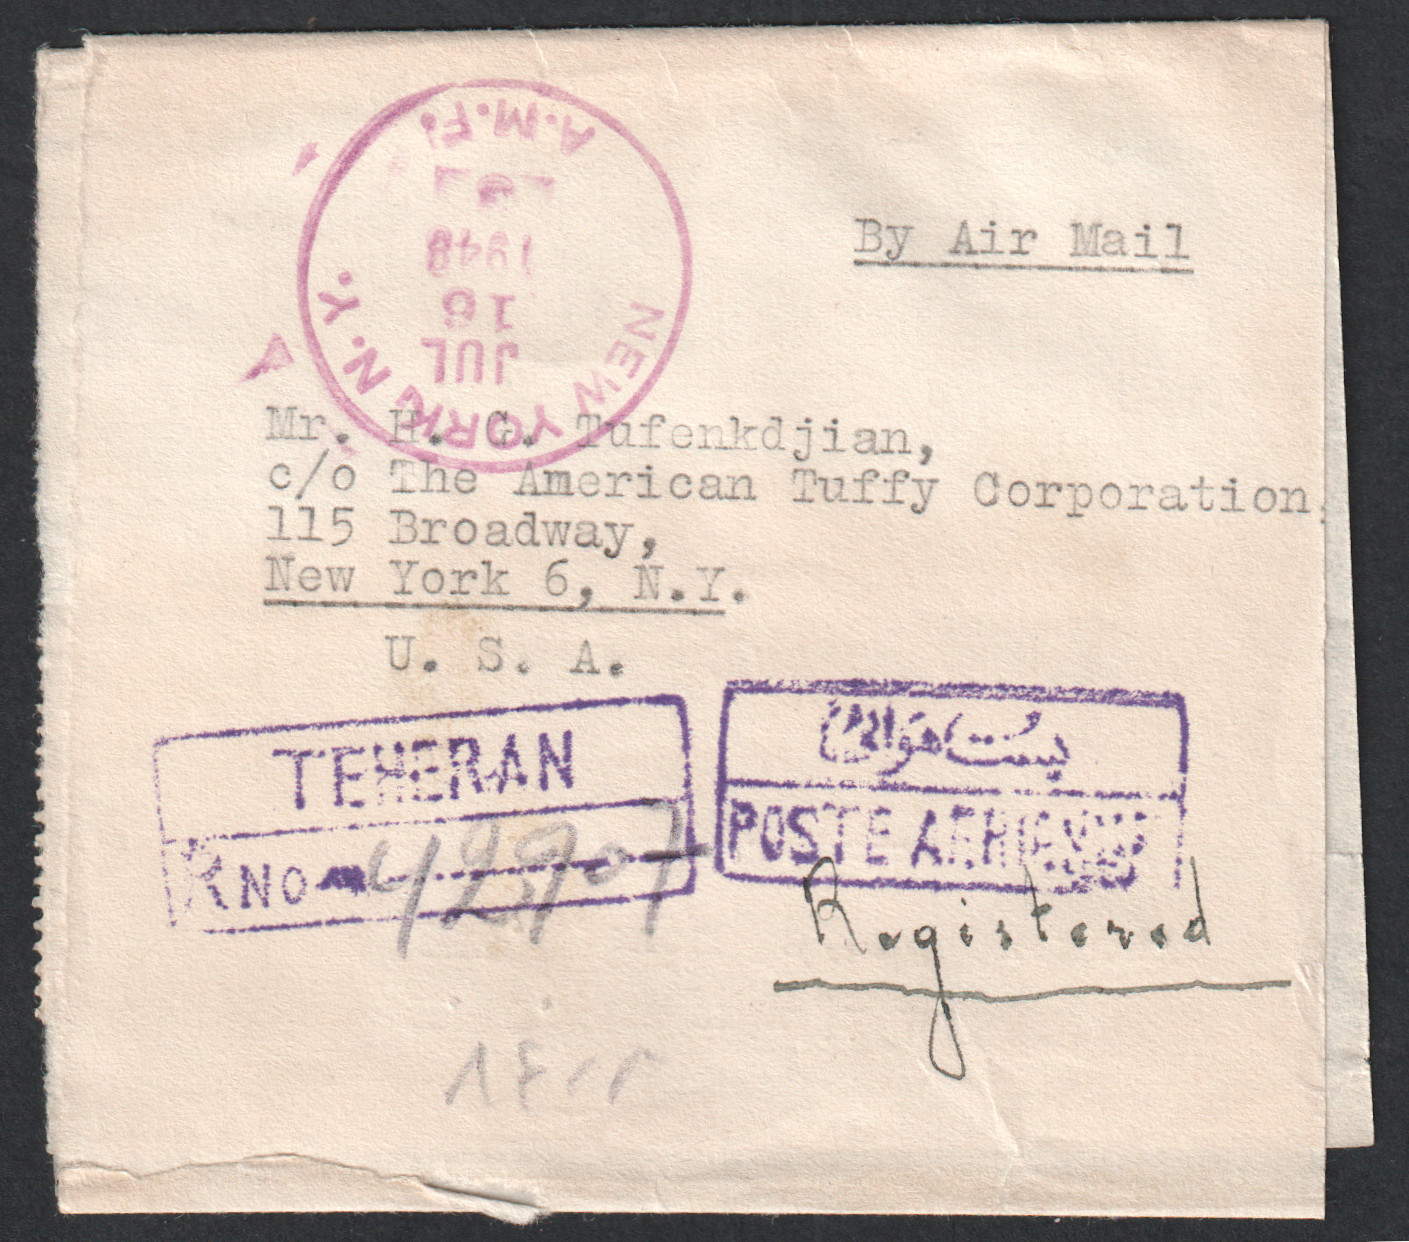 NEW YORK N.Y.
JUL
16
1948
A.M.F.
By Air Mail
Mr. H. G. Tufenkdjian,
c/o The American Tuffy Corporation,
115 Broadway,
New York 6, N.Y.
U. S. A.
TEHERAN
R NO
پست هوائی
POSTE AERIENNE
Registered